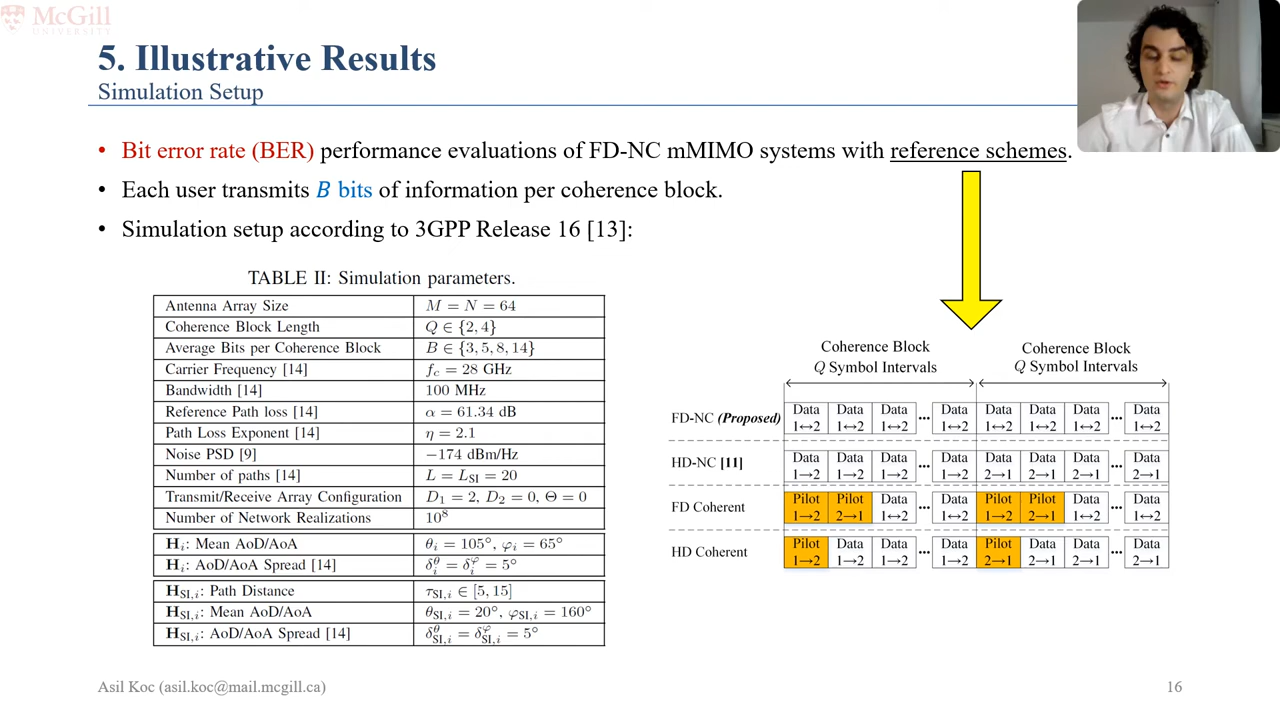 McGill
UNIVERSITY
5. Illustrative Results
Simulation Setup
• Bit error rate (BER) performance evaluations of FD-NC mMIMO systems with reference schemes.
• Each user transmits B bits of information per coherence block.
• Simulation setup according to 3GPP Release 16 [13]:
TABLE II: Simulation parameters.
Antenna Array Size M = N = 64
Coherence Block Length Q ∈ {2, 4}
Average Bits per Coherence Block B ∈ {3, 5, 8, 14}
Carrier Frequency [14] f_c = 28 GHz
Bandwidth [14] 100 MHz
Reference Path loss [14] α = 61.34 dB
Path Loss Exponent [14] η = 2.1
Noise PSD [9] −174 dBm/Hz
Number of paths [14] L = L_SI = 20
Transmit/Receive Array Configuration D₁ = 2, D₂ = 0, Θ = 0
Number of Network Realizations 10⁸
H_i: Mean AoD/AoA θ_i = 105°, φ_i = 65°
H_i: AoD/AoA Spread [14] δ_i^θ = δ_i^φ = 5°
H_SI,i: Path Distance τ_SI,i ∈ [5, 15]
H_SI,i: Mean AoD/AoA θ_SI,i = 20°, φ_SI,i = 160°
H_SI,i: AoD/AoA Spread [14] δ_SI,i^θ = δ_SI,i^φ = 5°
Coherence Block Coherence Block
Q Symbol Intervals Q Symbol Intervals
FD-NC (Proposed) Data Data Data ... Data Data Data Data ... Data
1↔2 1↔2 1↔2 1↔2 1↔2 1↔2 1↔2 1↔2
HD-NC [11] Data Data Data ... Data Data Data Data ... Data
1→2 1→2 1→2 1→2 2→1 2→1 2→1 2→1
FD Coherent Pilot Pilot Data ... Data Pilot Pilot Data ... Data
1→2 2→1 1↔2 1↔2 1→2 2→1 1↔2 1↔2
HD Coherent Pilot Data Data ... Data Pilot Data Data ... Data
1→2 1→2 1→2 1→2 2→1 2→1 2→1 2→1
Asil Koc (asil.koc@mail.mcgill.ca) 16